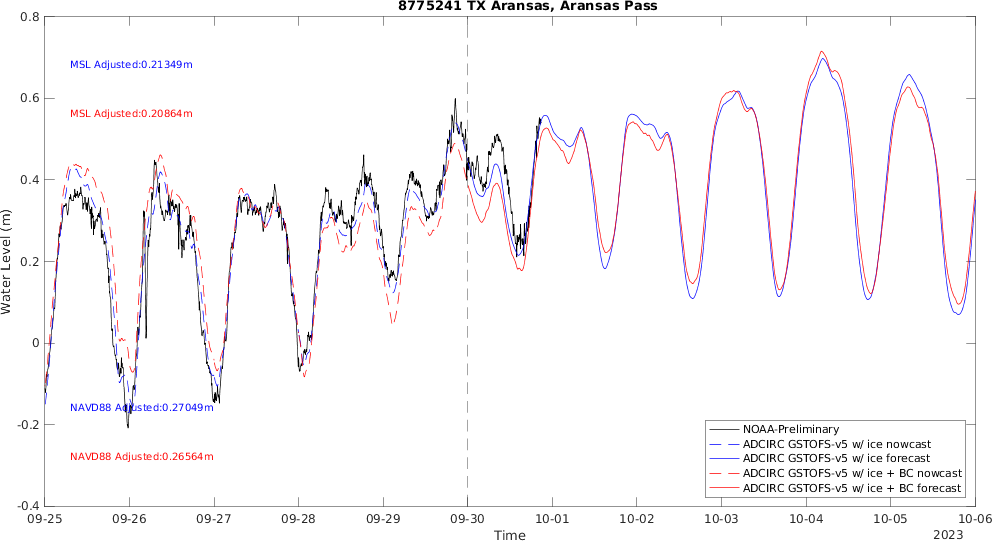 8775241 TX Aransas, Aransas Pass
0.8
MSL Adjusted:0.21349m
0.6
MSL Adjusted:0.20864m
0.4
Water Level (m)
0.2
0
-0.2
NAVD88 Adjusted:0.27049m
NAVD88 Adjusted:0.26564m
-0.4
NOAA-Preliminary
ADCIRC GSTOFS-v5 w/ ice nowcast
ADCIRC GSTOFS-v5 w/ ice forecast
ADCIRC GSTOFS-v5 w/ ice + BC nowcast
ADCIRC GSTOFS-v5 w/ ice + BC forecast
09-25 09-26 09-27 09-28 09-29 09-30 10-01 10-02 10-03 10-04 10-05 10-06
Time
2023